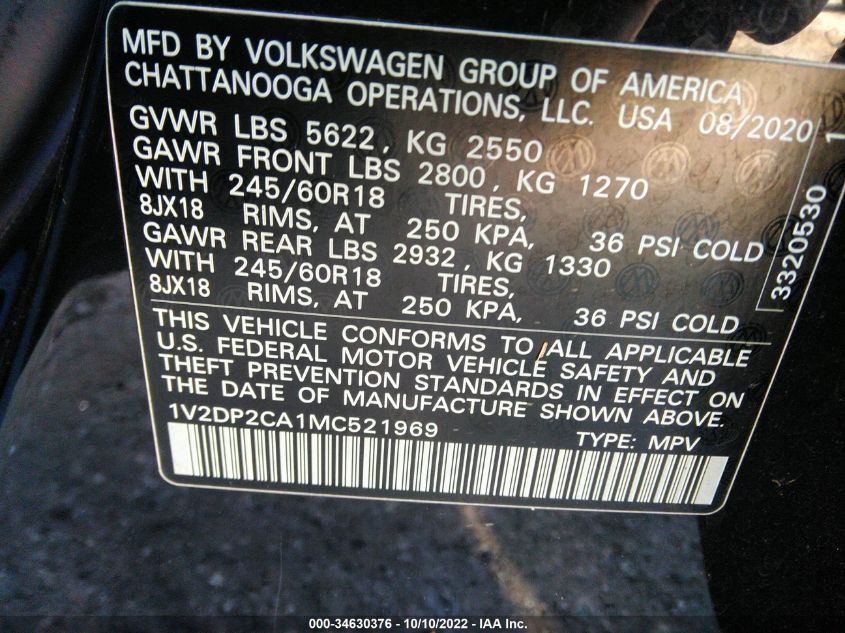 MFD BY VOLKSWAGEN GROUP OF AMERICA
CHATTANOOGA OPERATIONS, LLC. USA 08/2020
GVWR LBS 5622, KG 2550
GAWR FRONT LBS 2800, KG 1270
WITH 245/60R18 TIRES,
8JX18 RIMS, AT 250 KPA, 36 PSI COLD
GAWR REAR LBS 2932, KG 1330
WITH 245/60R18 TIRES,
8JX18 RIMS, AT 250 KPA, 36 PSI COLD
3320530
1
THIS VEHICLE CONFORMS TO ALL APPLICABLE
U.S. FEDERAL MOTOR VEHICLE SAFETY AND
THEFT PREVENTION STANDARDS IN EFFECT ON
THE DATE OF MANUFACTURE SHOWN ABOVE.
1V2DP2CA1MC521969 TYPE: MPV
000-34630376 - 10/10/2022 - IAA Inc.